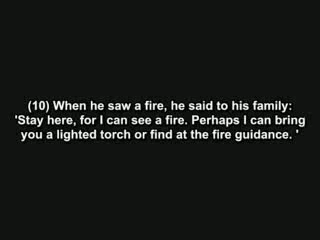 (10) When he saw a fire, he said to his family:
'Stay here, for I can see a fire. Perhaps I can bring
you a lighted torch or find at the fire guidance. '